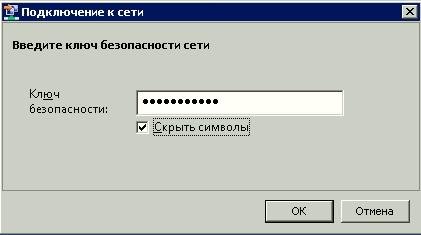 Подключение к сети
Введите ключ безопасности сети
Ключ
безопасности:
●●●●●●●●●●●
Скрыть символы
OK
Отмена